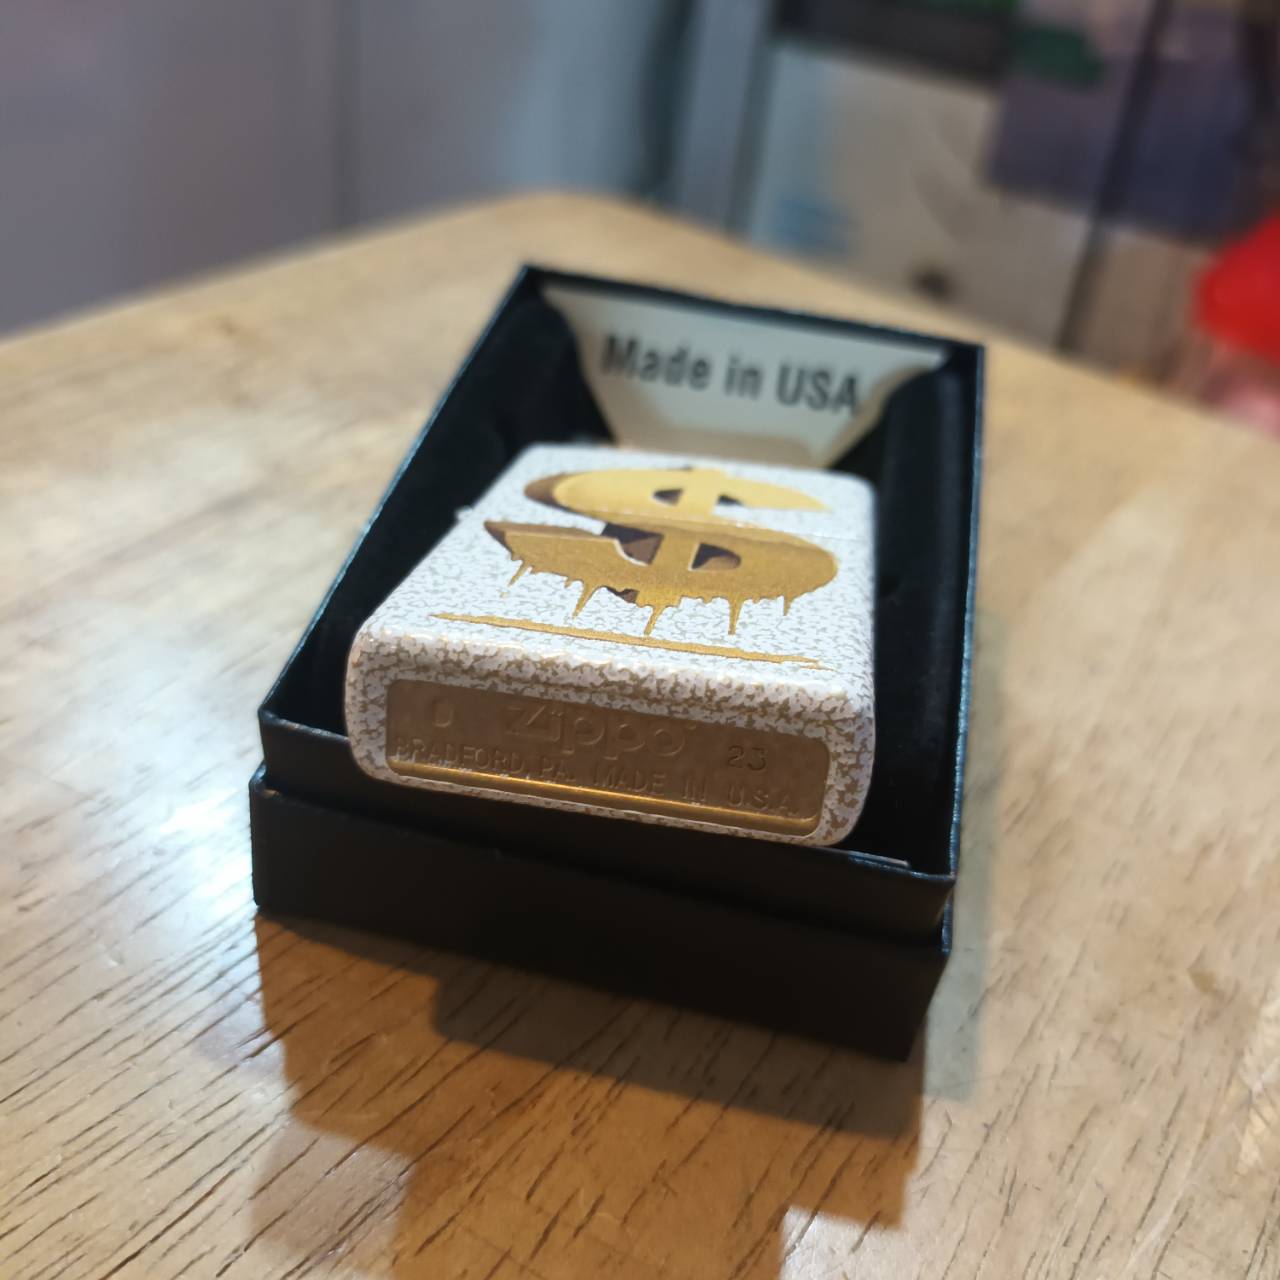 Made in USA
D Zippo 23
BRADFORD, PA. MADE IN U.S.A.